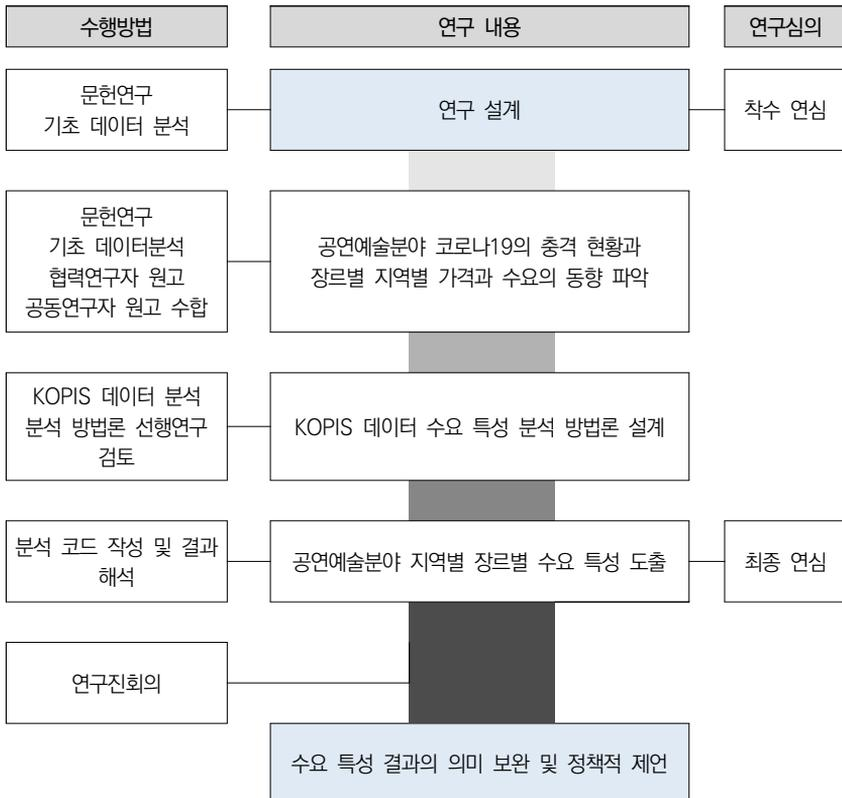 수행방법
연구 내용
연구심의
문헌연구
기초 데이터 분석
연구 설계
착수 연심
문헌연구
기초 데이터분석
협력연구자 원고
공동연구자 원고 수합
공연예술분야 코로나19의 충격 현황과
장르별 지역별 가격과 수요의 동향 파악
KOPIS 데이터 분석
분석 방법론 선행연구
검토
KOPIS 데이터 수요 특성 분석 방법론 설계
분석 코드 작성 및 결과
해석
공연예술분야 지역별 장르별 수요 특성 도출
최종 연심
연구진회의
수요 특성 결과의 의미 보완 및 정책적 제언